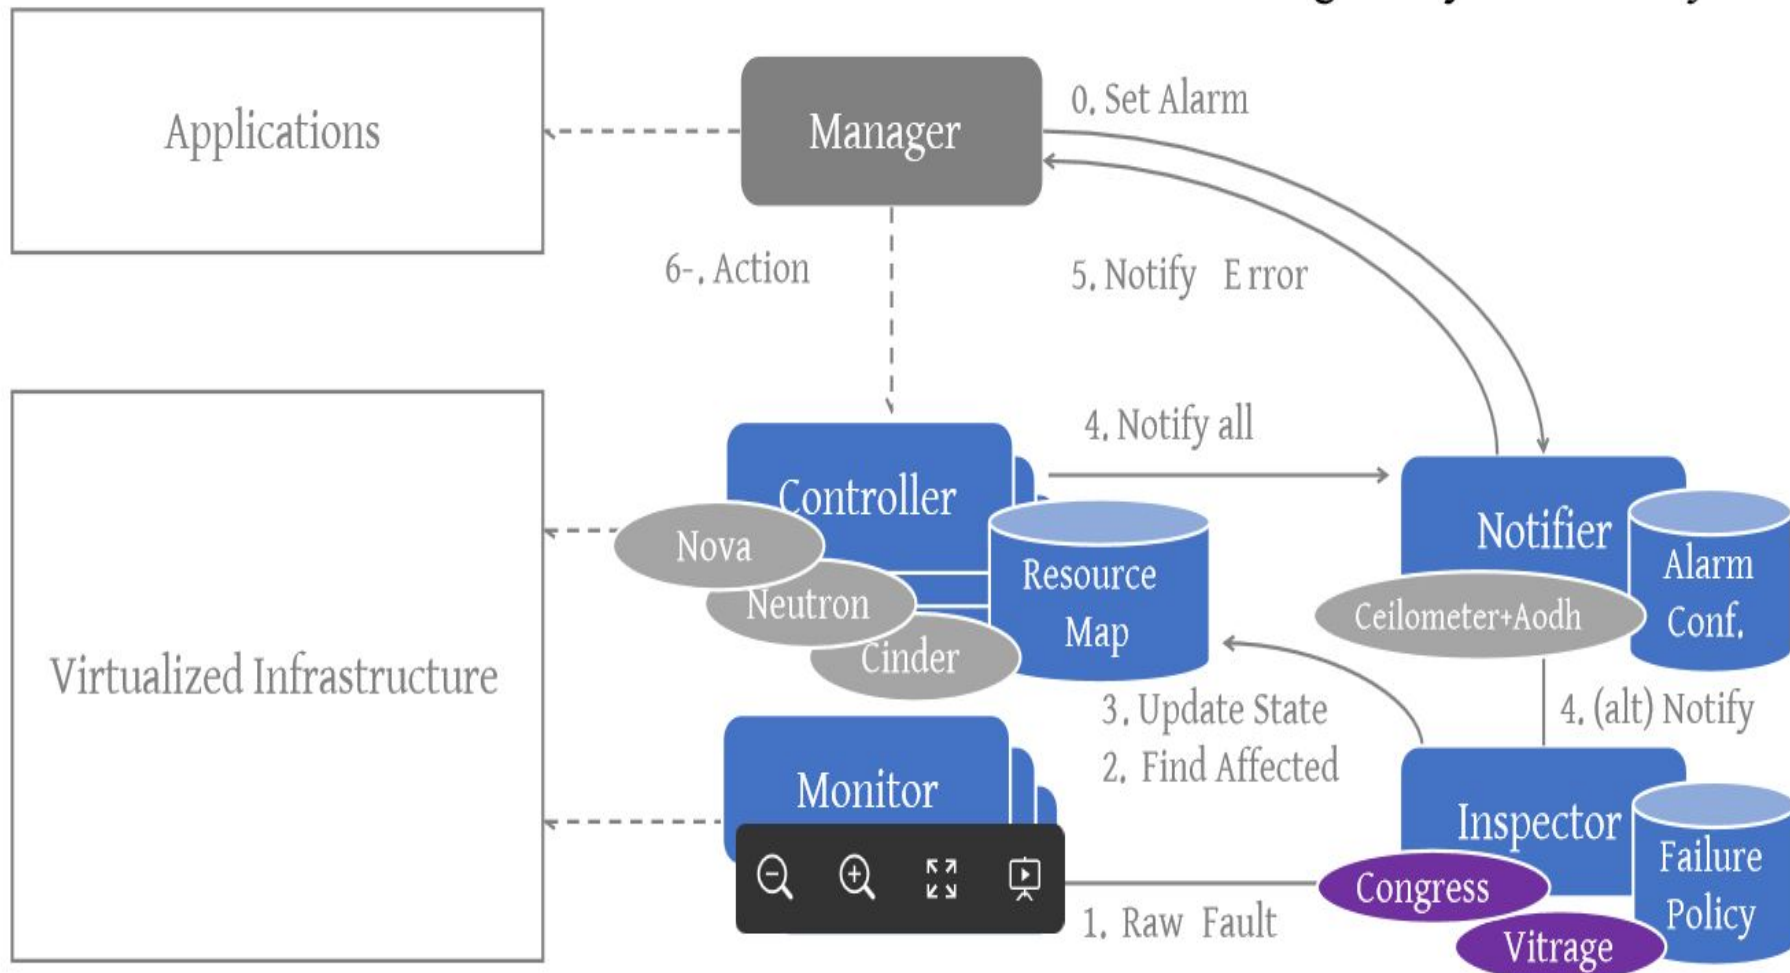 Applications
Manager
0. Set Alarm
6-. Action
5. Notify Error
4. Notify all
Controller
Nova
Neutron
Cinder
Resource
Map
Notifier
Alarm
Conf.
Ceilometer+Aodh
Virtualized Infrastructure
3. Update State
2. Find Affected
4. (alt) Notify
Monitor
Inspector
Failure
Policy
Congress
Vitrage
1. Raw Fault